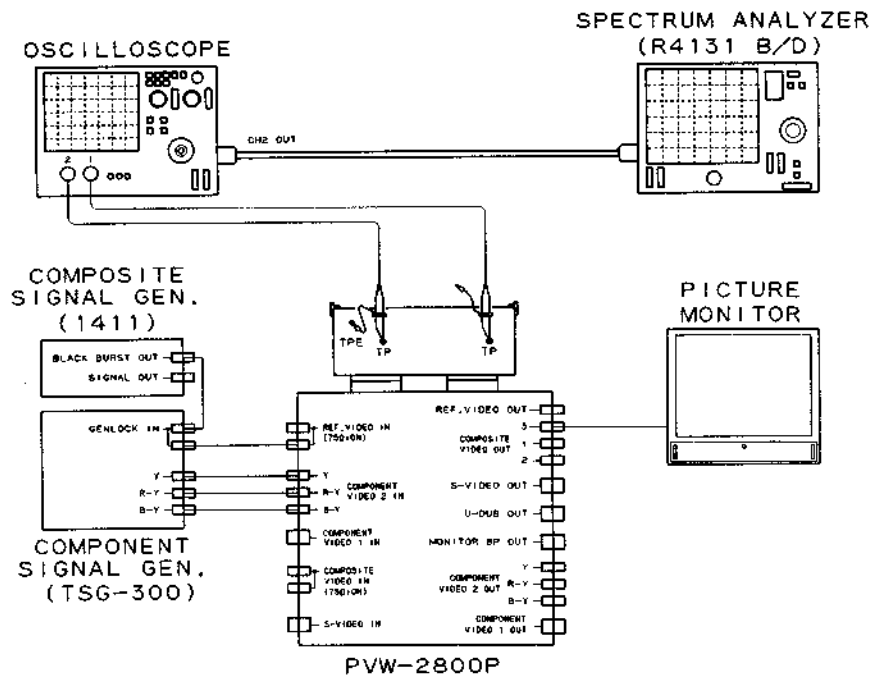 SPECTRUM ANALYZER
(R4131 B/D)
OSCILLOSCOPE
CH2 OUT
2 1
COMPOSITE
SIGNAL GEN.
(1411)
BLACK BURST OUT
SIGNAL OUT
GENLOCK IN
Y
R-Y
B-Y
COMPONENT
SIGNAL GEN.
(TSG-300)
TPE
TP
TP
PICTURE
MONITOR
REF.VIDEO IN
(75Ω:ON)
Y
R-Y COMPONENT
VIDEO 2 IN
B-Y
COMPONENT
VIDEO 1 IN
COMPOSITE
VIDEO IN
(75Ω:ON)
S-VIDEO IN
REF.VIDEO OUT
3
COMPOSITE 1
VIDEO OUT
2
S-VIDEO OUT
U-DUB OUT
MONITOR BP OUT
Y
COMPONENT R-Y
VIDEO 2 OUT
B-Y
COMPONENT
VIDEO 1 OUT
PVW-2800P